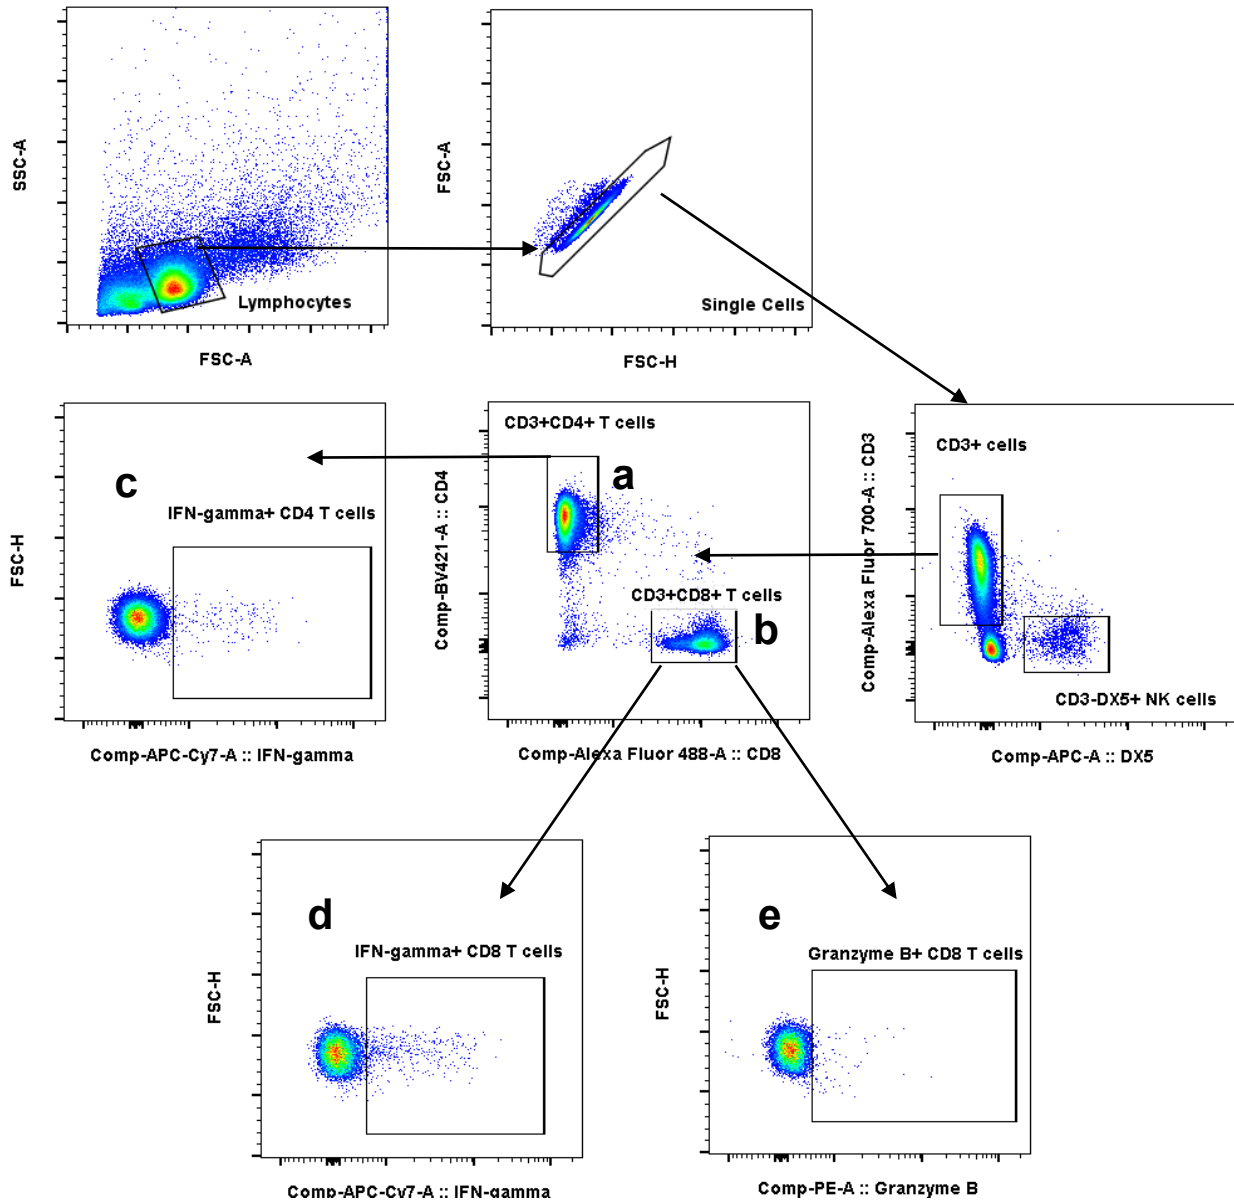 SSC-A
Lymphocytes
FSC-A
FSC-A
Single Cells
FSC-H
FSC-H
c
IFN-gamma+ CD4 T cells
Comp-APC-Cy7-A :: IFN-gamma
Comp-BV421-A :: CD4
CD3+CD4+ T cells
a
CD3+CD8+ T cells
b
Comp-Alexa Fluor 488-A :: CD8
Comp-Alexa Fluor 700-A :: CD3
CD3+ cells
CD3-DX5+ NK cells
Comp-APC-A :: DX5
FSC-H
d
IFN-gamma+ CD8 T cells
Comp-APC-Cy7-A :: IFN-gamma
FSC-H
e
Granzyme B+ CD8 T cells
Comp-PE-A :: Granzyme B